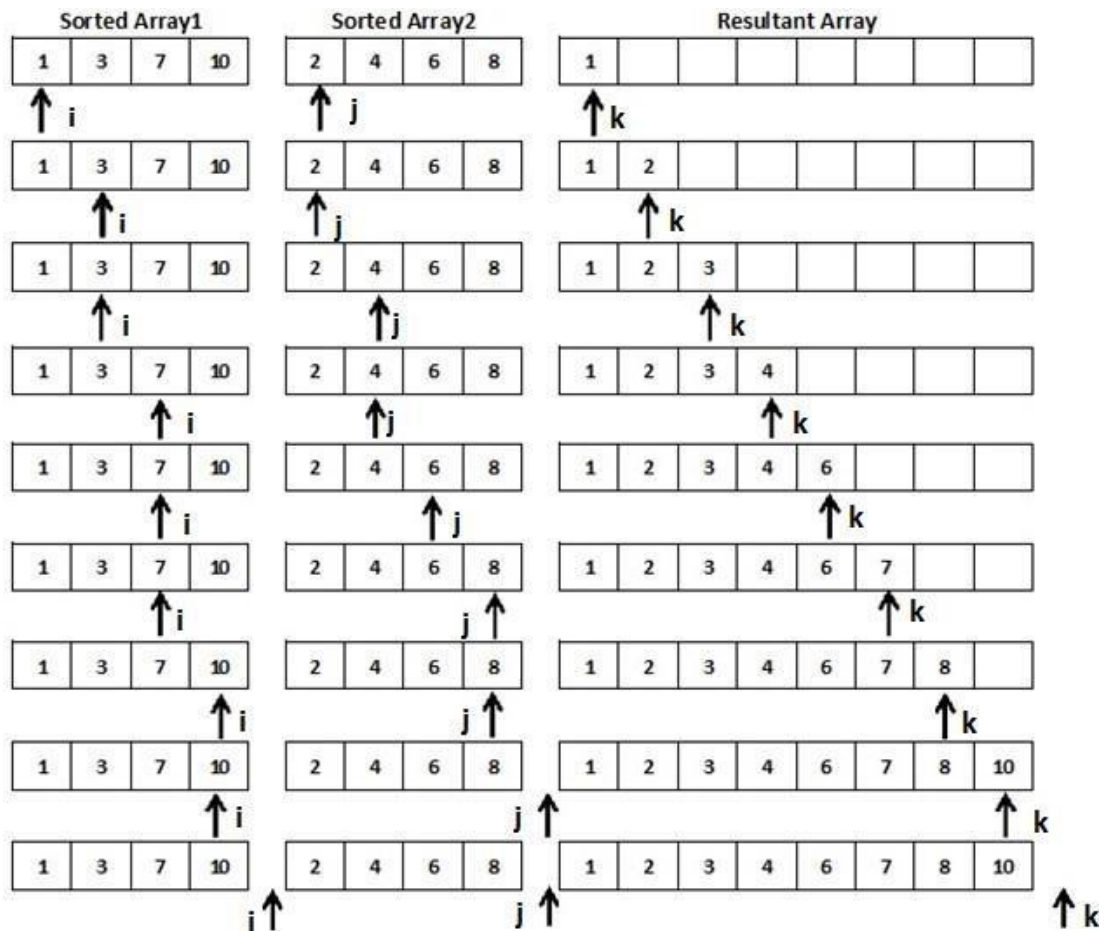 Sorted Array1 Sorted Array2 Resultant Array
1 3 7 10 2 4 6 8 1
i j k
1 3 7 10 2 4 6 8 1 2
i j k
1 3 7 10 2 4 6 8 1 2 3
i j k
1 3 7 10 2 4 6 8 1 2 3 4
i j k
1 3 7 10 2 4 6 8 1 2 3 4 6
i j k
1 3 7 10 2 4 6 8 1 2 3 4 6 7
i j k
1 3 7 10 2 4 6 8 1 2 3 4 6 7 8
i j k
1 3 7 10 2 4 6 8 1 2 3 4 6 7 8 10
i j k
1 3 7 10 2 4 6 8 1 2 3 4 6 7 8 10
i j k